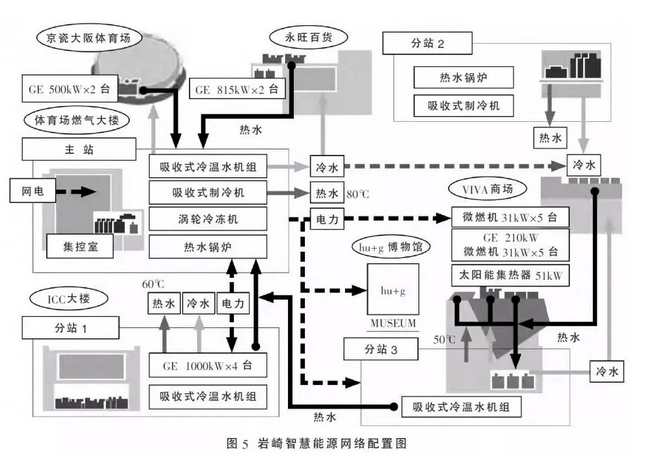 京瓷大阪体育场
永旺百货
分站 2
GE 500kW×2 台
GE 815kW×2 台
热水锅炉
吸收式制冷机
体育场燃气大楼
热水
热水
主 站
吸收式冷温水机组
冷水
冷水
网电
吸收式制冷机
热水
80℃
VIVA 商场
涡轮冷冻机
电力
微燃机 31kW×5 台
集控室
热水锅炉
hu+g 博物馆
GE 210kW
微燃机 31kW×5 台
太阳能集热器 51kW
hu+g
60℃
ICC 大楼
热水
冷水
电力
MUSEUM
分站 1
分站 3
50℃
热水
GE 1000kW×4 台
冷水
吸收式冷温水机组
吸收式冷温水机组
热水
图 5 岩崎智慧能源网络配置图